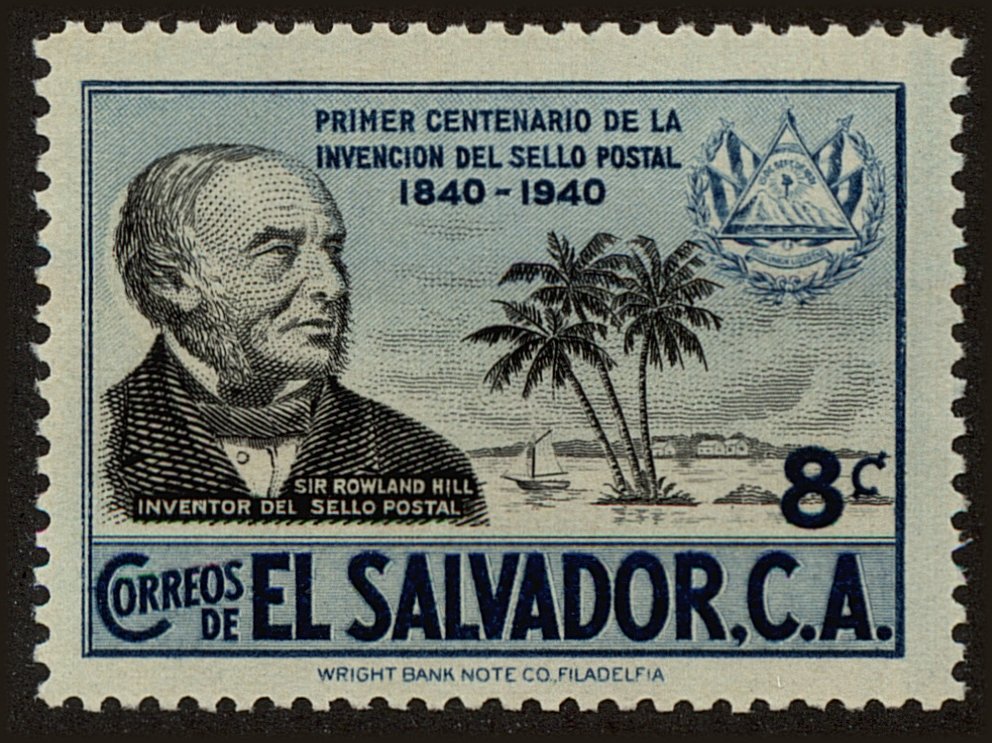 PRIMER CENTENARIO DE LA
INVENCION DEL SELLO POSTAL
1840-1940
8¢
SIR ROWLAND HILL
INVENTOR DEL SELLO POSTAL
CORREOS
DE
EL SALVADOR, C.A.
WRIGHT BANK NOTE CO., FILADELFIA